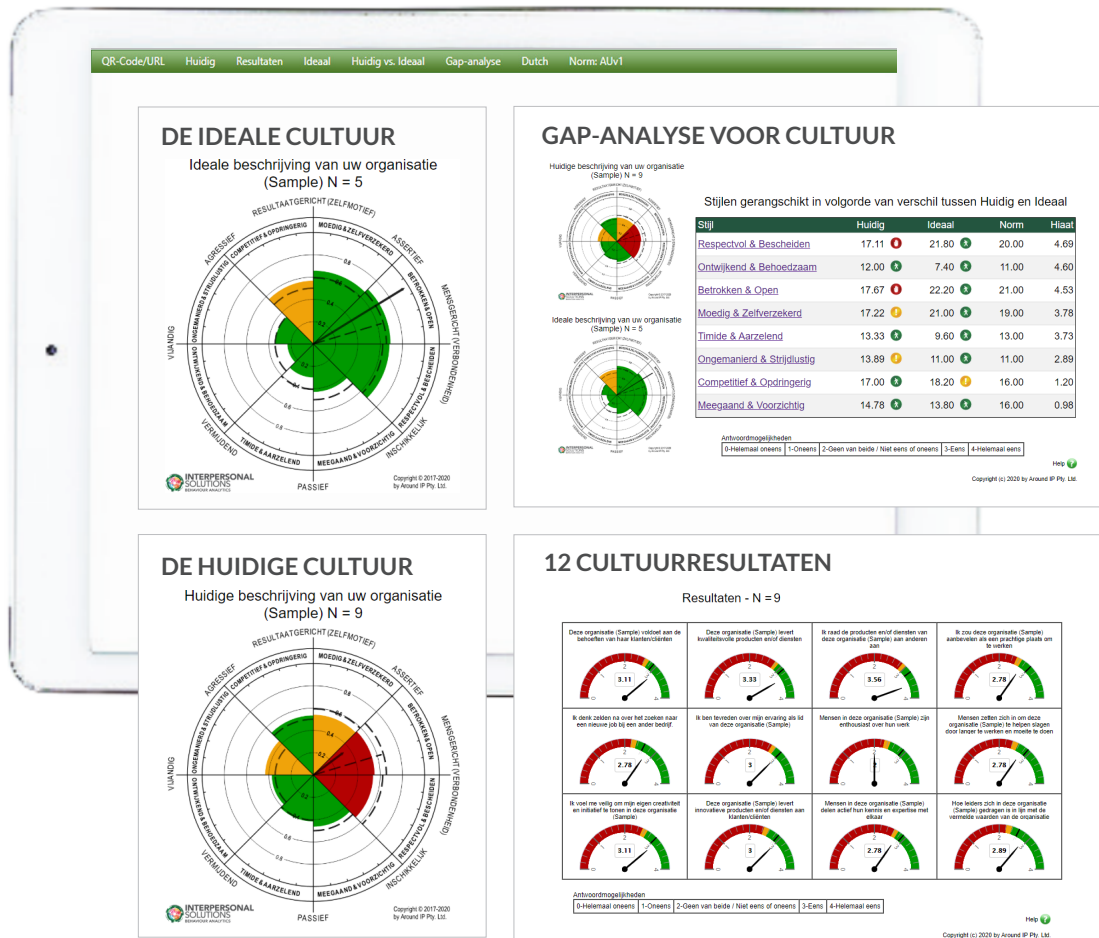 QR-Code/URL Huidig Resultaten Ideaal Huidig vs. Ideaal Gap-analyse Dutch Norm: AUv1
DE IDEALE CULTUUR
Ideale beschrijving van uw organisatie
(Sample) N = 5
RESULTAATGERICHT (ZELFMOTIEF)
AGRESSIEF
ASSERTIEF
COMPETITIEF & OPDRINGERIG
MOEDIG & ZELFVERZEKERD
ONGEMANIERD & STRIJDLUSTIG
BETROKKEN & OPEN
VIJANDIG
MENSGERICHT (VERBONDENHEID)
ONTWIJKEND & BEHOEDZAAM
RESPECTVOL & BESCHEIDEN
TIMIDE & AARZELEND
MEEGAAND & VOORZICHTIG
VERMIJDEND
INSCHIKKELIJK
PASSIEF
INTERPERSONAL
SOLUTIONS
BEHAVIOUR ANALYTICS
Copyright © 2017-2020
by Around IP Pty. Ltd.
GAP-ANALYSE VOOR CULTUUR
Huidige beschrijving van uw organisatie
(Sample) N = 9
Ideale beschrijving van uw organisatie
(Sample) N = 5
Stijlen gerangschikt in volgorde van verschil tussen Huidig en Ideaal
Stijl Huidig Ideaal Norm Hiaat
Respectvol & Bescheiden 17.11 21.80 20.00 4.69
Ontwijkend & Behoedzaam 12.00 7.40 11.00 4.60
Betrokken & Open 17.67 22.20 21.00 4.53
Moedig & Zelfverzekerd 17.22 21.00 19.00 3.78
Timide & Aarzelend 13.33 9.60 13.00 3.73
Ongemanierd & Strijdlustig 13.89 11.00 11.00 2.89
Competitief & Opdringerig 17.00 18.20 16.00 1.20
Meegaand & Voorzichtig 14.78 13.80 16.00 0.98
Antwoordmogelijkheden
0-Helemaal oneens 1-Oneens 2-Geen van beide / Niet eens of oneens 3-Eens 4-Helemaal eens
Help
Copyright (c) 2020 by Around IP Pty. Ltd.
DE HUIDIGE CULTUUR
Huidige beschrijving van uw organisatie
(Sample) N = 9
RESULTAATGERICHT (ZELFMOTIEF)
AGRESSIEF
ASSERTIEF
COMPETITIEF & OPDRINGERIG
MOEDIG & ZELFVERZEKERD
ONGEMANIERD & STRIJDLUSTIG
BETROKKEN & OPEN
VIJANDIG
MENSGERICHT (VERBONDENHEID)
ONTWIJKEND & BEHOEDZAAM
RESPECTVOL & BESCHEIDEN
TIMIDE & AARZELEND
MEEGAAND & VOORZICHTIG
VERMIJDEND
INSCHIKKELIJK
PASSIEF
INTERPERSONAL
SOLUTIONS
BEHAVIOUR ANALYTICS
Copyright © 2017-2020
by Around IP Pty. Ltd.
12 CULTUURRESULTATEN
Resultaten - N = 9
Deze organisatie (Sample) voldoet aan de
behoeften van haar klanten/cliënten
3.11
Deze organisatie (Sample) levert
kwaliteitsvolle producten en/of diensten
3.33
Ik raad de producten en/of diensten van
deze organisatie (Sample) aan anderen
aan
3.56
Ik zou deze organisatie (Sample)
aanbevelen als een prachtige plaats om
te werken
2.78
Ik denk zelden na over het zoeken naar
een nieuwe job bij een ander bedrijf.
2.78
Ik ben tevreden over mijn ervaring als lid
van deze organisatie (Sample)
3
Mensen in deze organisatie (Sample) zijn
enthousiast over hun werk
2
Mensen zetten zich in om deze
organisatie (Sample) te helpen slagen
door langer te werken en moeite te doen
2.78
Ik voel me veilig om mijn eigen creativiteit
en initiatief te tonen in deze organisatie
(Sample)
3.11
Deze organisatie (Sample) levert
innovatieve producten en/of diensten aan
klanten/cliënten
3
Mensen in deze organisatie (Sample)
delen actief hun kennis en expertise met
elkaar
2.78
Hoe leiders zich in deze organisatie
(Sample) gedragen is in lijn met de
vermelde waarden van de organisatie
2.89
Antwoordmogelijkheden
0-Helemaal oneens 1-Oneens 2-Geen van beide / Niet eens of oneens 3-Eens 4-Helemaal eens
Help
Copyright (c) 2020 by Around IP Pty. Ltd.